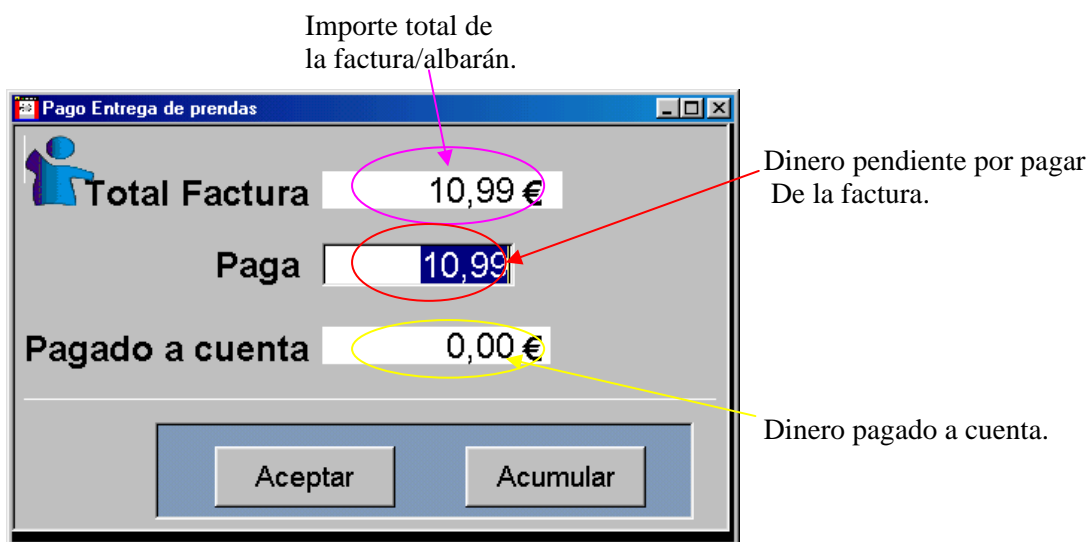 Importe total de
la factura/albarán.
Pago Entrega de prendas
Total Factura 10,99 €
Dinero pendiente por pagar
De la factura.
Paga 10,99
Pagado a cuenta 0,00 €
Dinero pagado a cuenta.
Aceptar Acumular